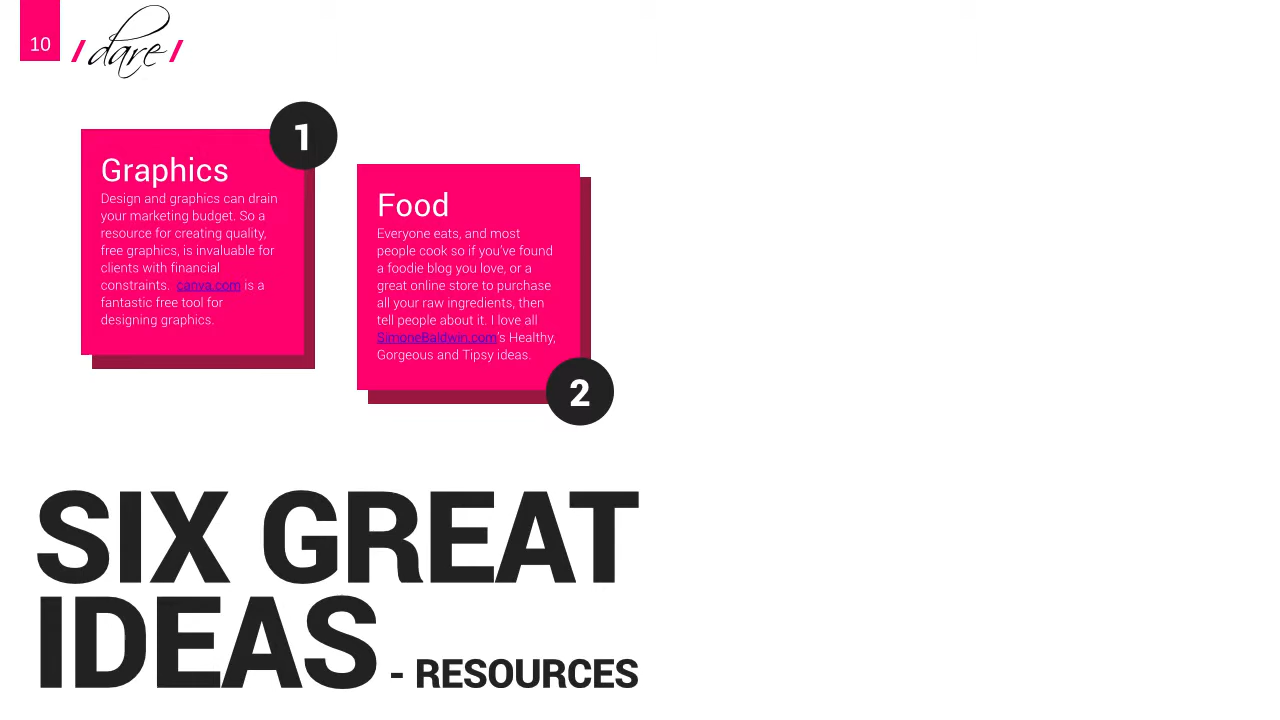 10
/dare/
1
Graphics
Design and graphics can drain
your marketing budget. So a
resource for creating quality,
free graphics, is invaluable for
clients with financial
constraints. canva.com is a
fantastic free tool for
designing graphics.
Food
Everyone eats, and most
people cook so if you've found
a foodie blog you love, or a
great online store to purchase
all your raw ingredients, then
tell people about it. I love all
SimoneBaldwin.com's Healthy,
Gorgeous and Tipsy ideas.
2
SIX GREAT
IDEAS - RESOURCES